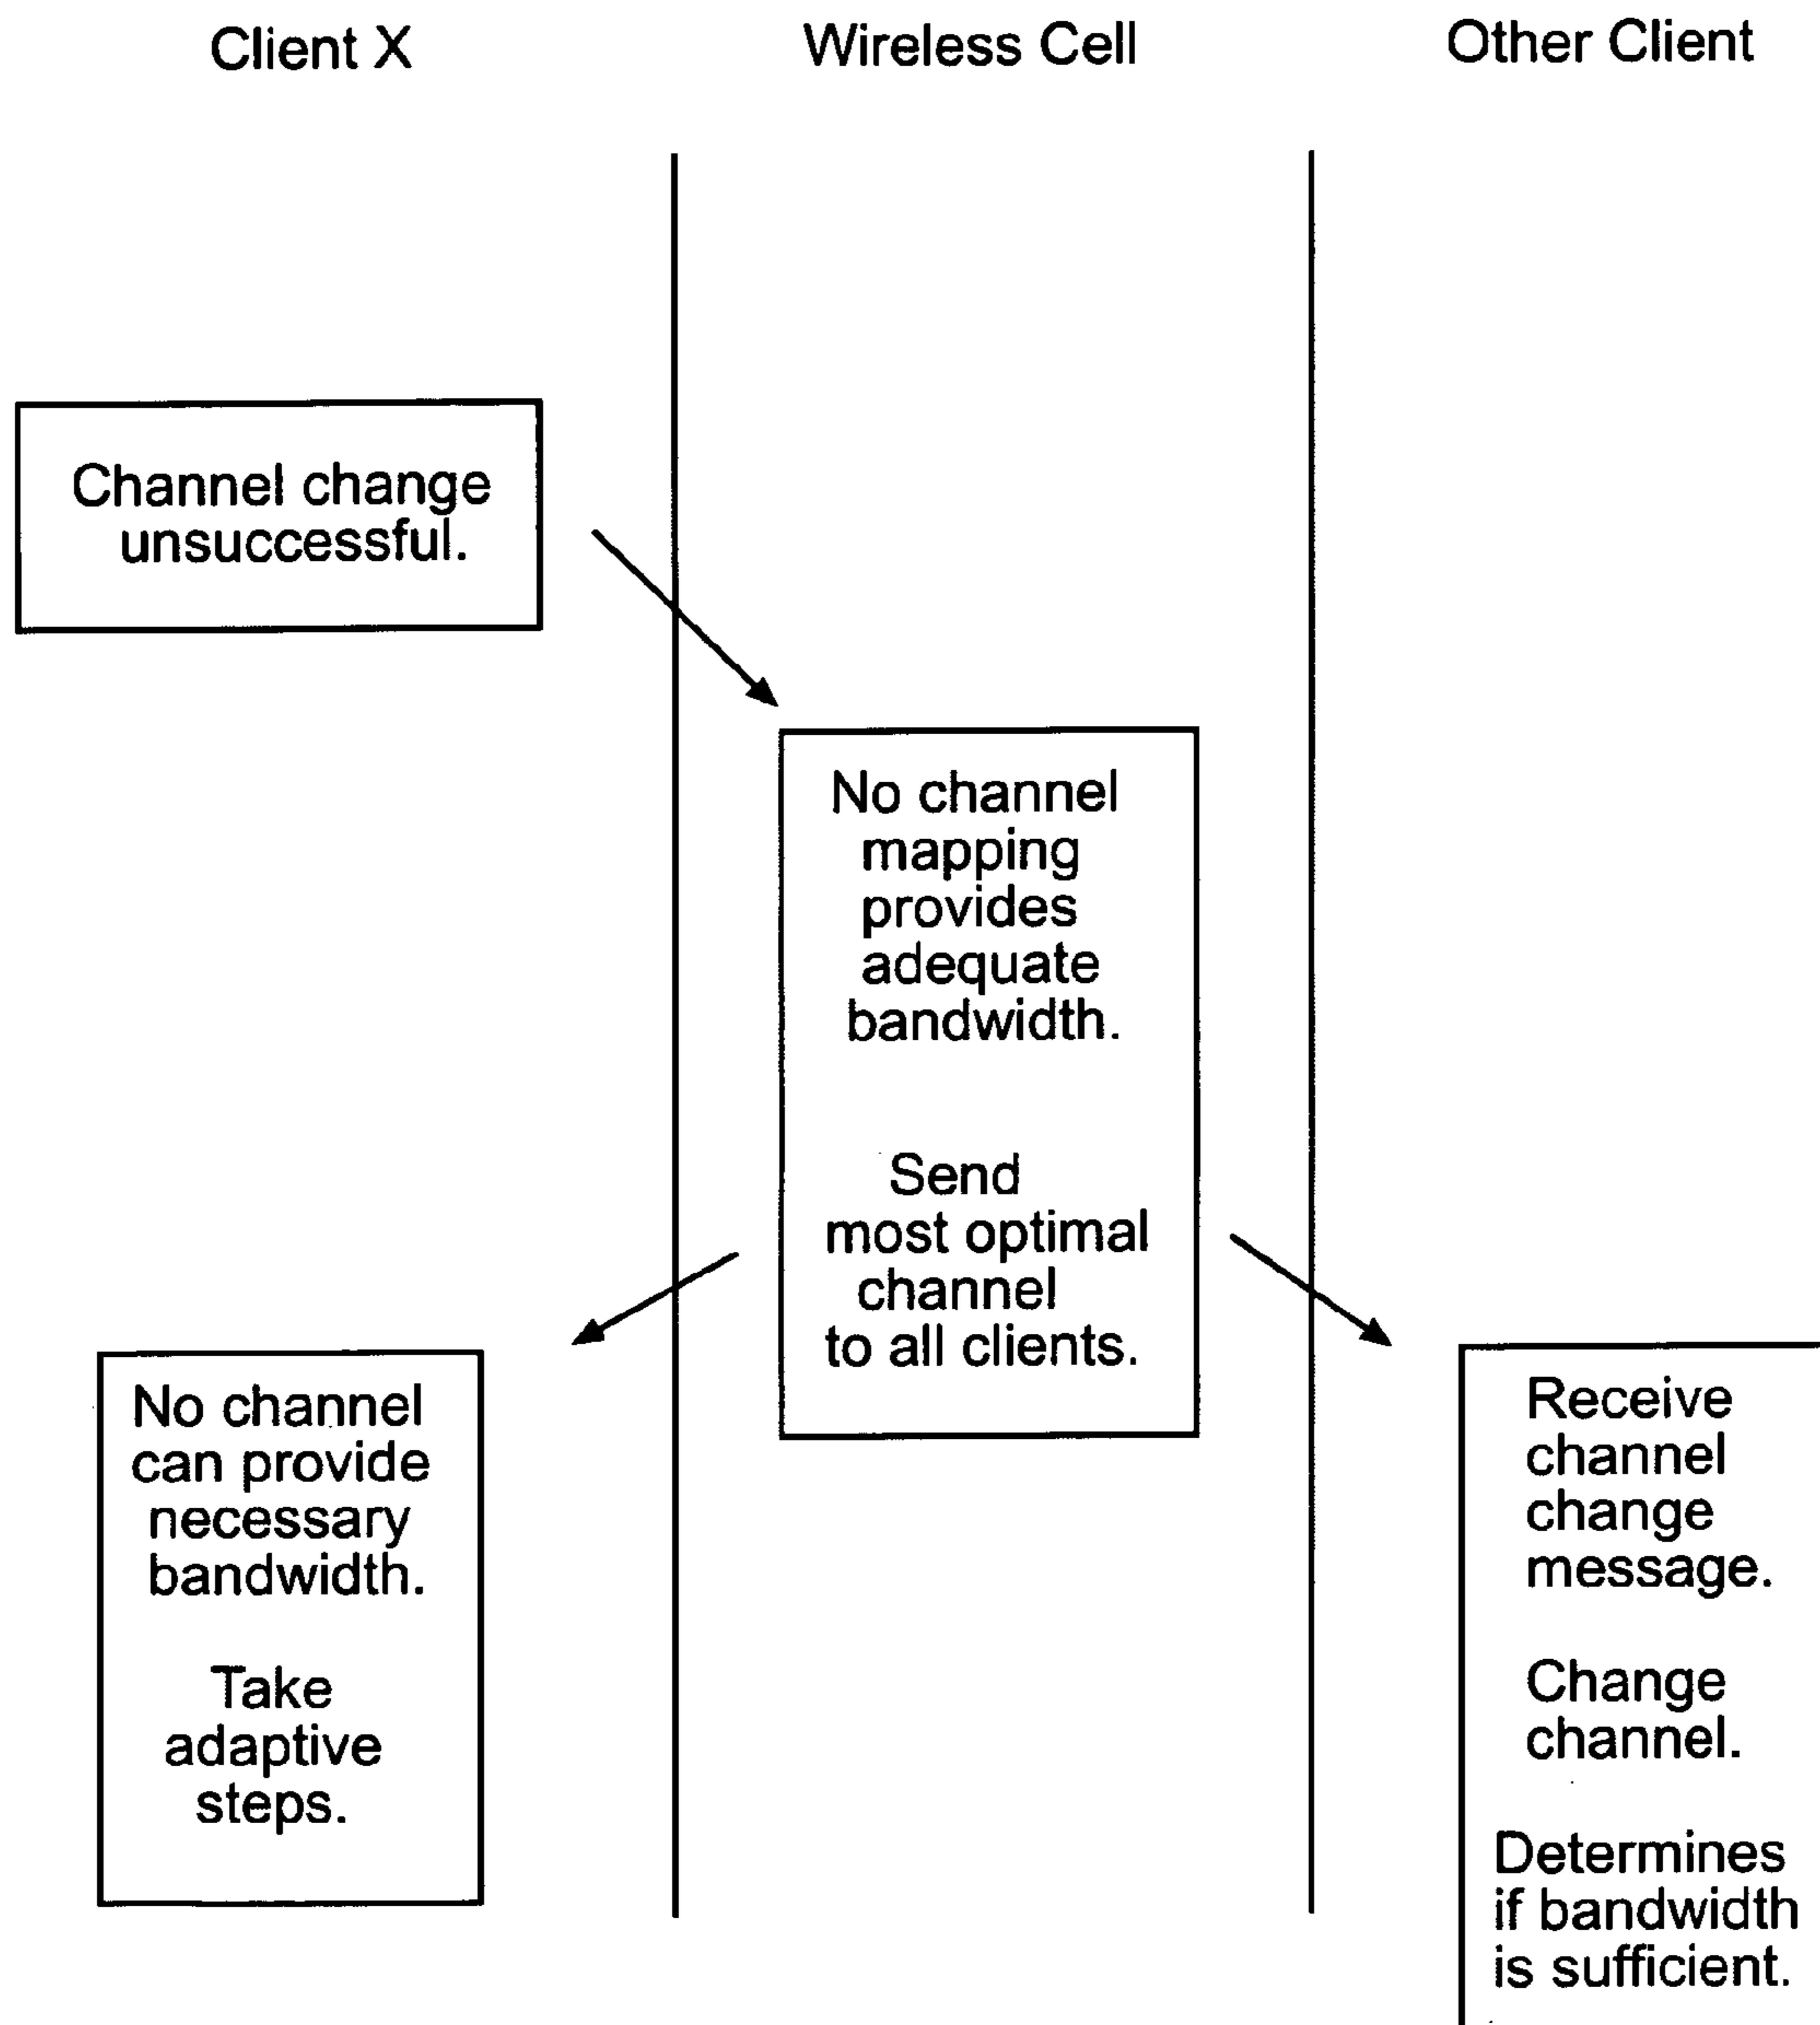 Client X
Wireless Cell
Other Client
Channel change
unsuccessful.
No channel
mapping
provides
adequate
bandwidth.
Send
most optimal
channel
to all clients.
No channel
can provide
necessary
bandwidth.
Take
adaptive
steps.
Receive
channel
change
message.
Change
channel.
Determines
if bandwidth
is sufficient.